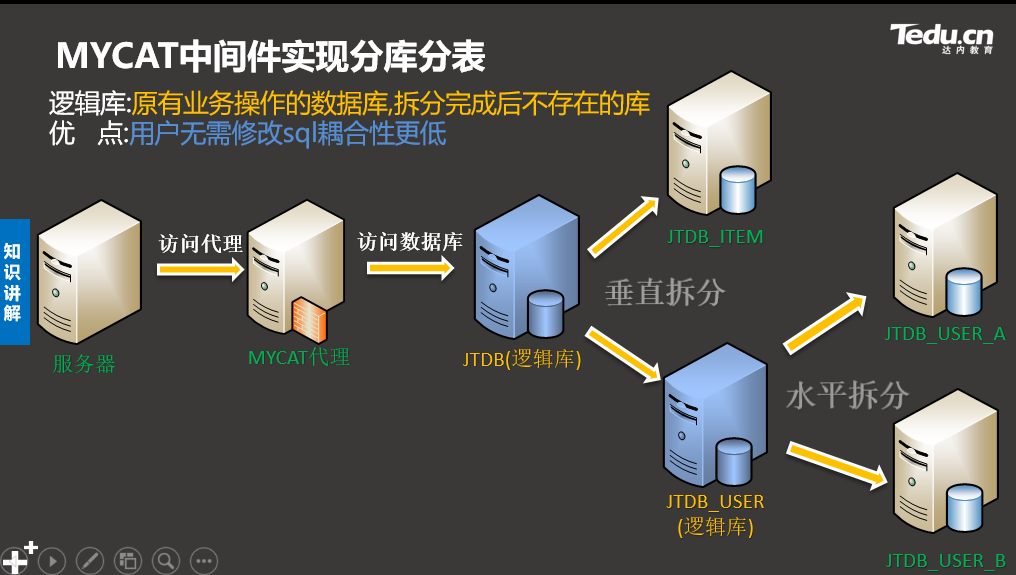 Tedu.cn
达内教育
MYCAT中间件实现分库分表
逻辑库:原有业务操作的数据库,拆分完成后不存在的库
优 点:用户无需修改sql耦合性更低
知识讲解
访问代理
访问数据库
服务器
MYCAT代理
JTDB(逻辑库)
垂直拆分
JTDB_ITEM
JTDB_USER
(逻辑库)
水平拆分
JTDB_USER_A
JTDB_USER_B